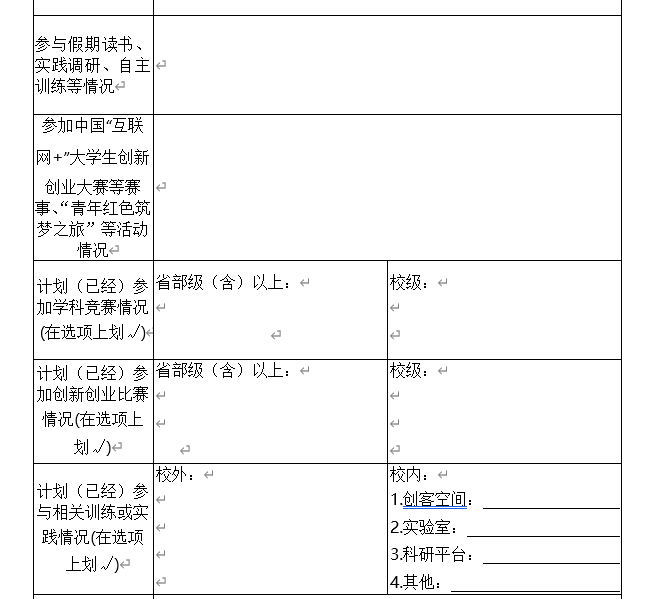 参与假期读书、
实践调研、自主
训练等情况
参加中国“互联
网+”大学生创新
创业大赛等赛
事、“青年红色筑
梦之旅”等活动
情况
计划（已经）参
加学科竞赛情况
(在选项上划√)
省部级（含）以上：
校级：
计划（已经）参
加创新创业比赛
情况(在选项上
划√)
省部级（含）以上：
校级：
计划（已经）参
与相关训练或实
践情况(在选项
上划√)
校外：
校内：
1.创客空间：
2.实验室：
3.科研平台：
4.其他：